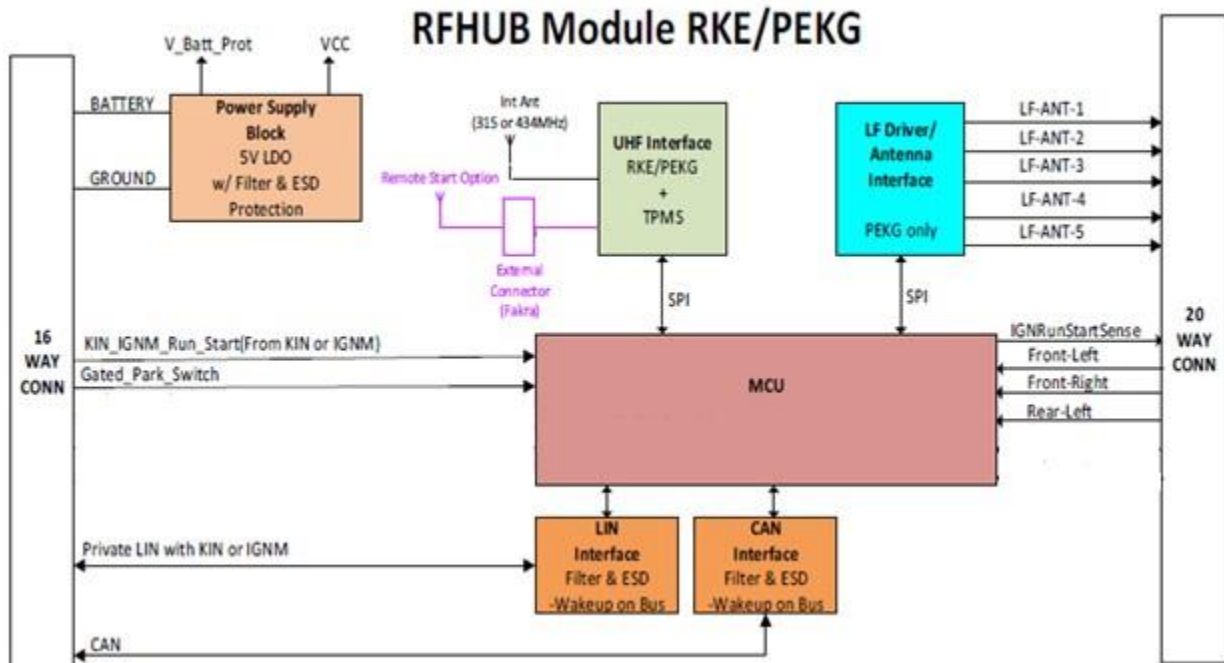 RFHUB Module RKE/PEKG
V_Batt_Prot
VCC
BATTERY
GROUND
Power Supply
Block
5V LDO
w/ Filter & ESD
Protection
Int Ant
(315 or 434MHz)
Remote Start Option
External
Connector
(Fakra)
UHF Interface
RKE/PEKG
+
TPMS
LF Driver/
Antenna
Interface
PEKG only
LF-ANT-1
LF-ANT-2
LF-ANT-3
LF-ANT-4
LF-ANT-5
SPI
SPI
16
WAY
CONN
KIN_IGNM_Run_Start(From KIN or IGNM)
Gated_Park_Switch
MCU
IGNRunStartSense
Front-Left
Front-Right
Rear-Left
20
WAY
CONN
Private LIN with KIN or IGNM
LIN
Interface
Filter & ESD
-Wakeup on Bus
CAN
Interface
Filter & ESD
-Wakeup on Bus
CAN